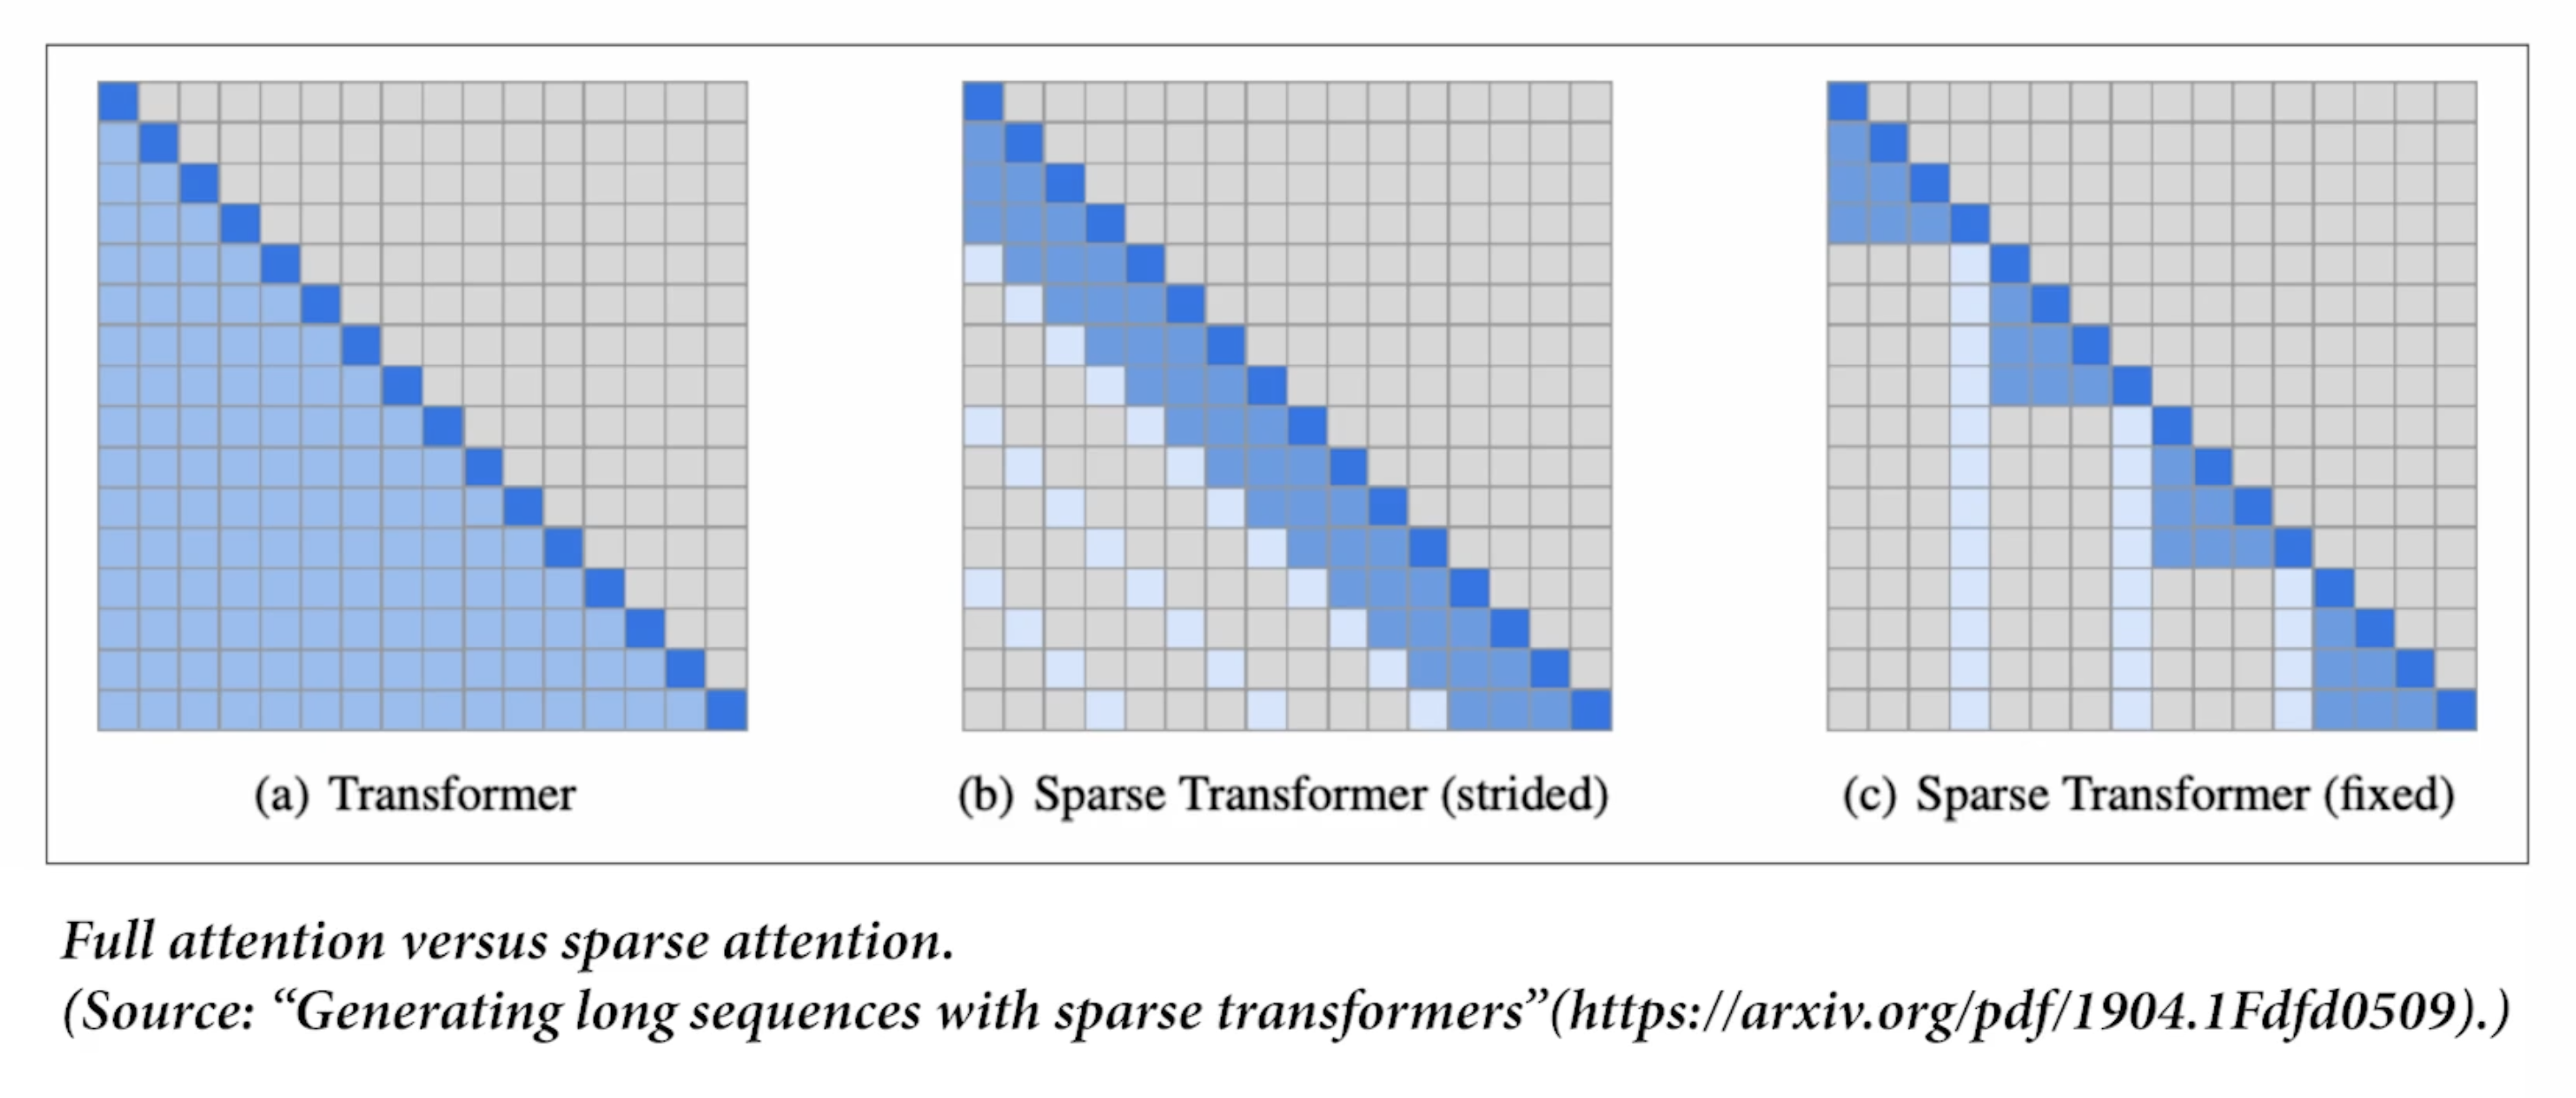 (a) Transformer
(b) Sparse Transformer (strided)
(c) Sparse Transformer (fixed)
Full attention versus sparse attention.
(Source: “Generating long sequences with sparse transformers”(https://arxiv.org/pdf/1904.1Fdfd0509).)